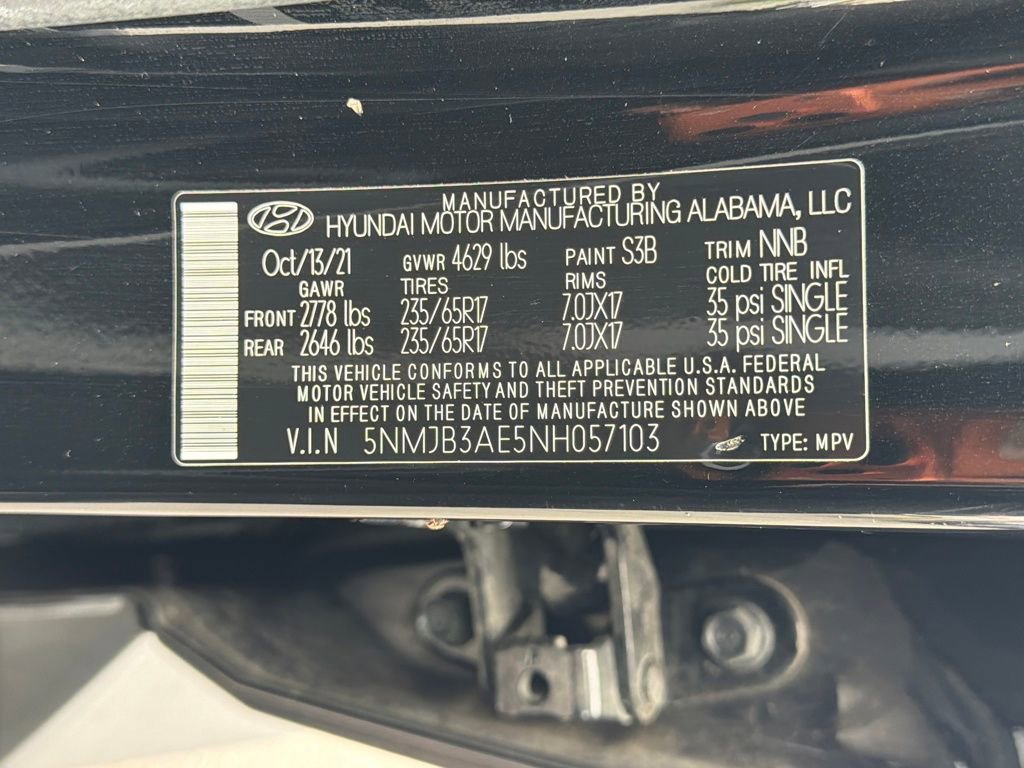 MANUFACTURED BY
HYUNDAI MOTOR MANUFACTURING ALABAMA, LLC
Oct/13/21 GVWR 4629 lbs PAINT S3B TRIM NNB
GAWR TIRES RIMS COLD TIRE INFL
FRONT 2778 lbs 235/65R17 7.0JX17 35 psi SINGLE
REAR 2646 lbs 235/65R17 7.0JX17 35 psi SINGLE
THIS VEHICLE CONFORMS TO ALL APPLICABLE U.S.A. FEDERAL
MOTOR VEHICLE SAFETY AND THEFT PREVENTION STANDARDS
IN EFFECT ON THE DATE OF MANUFACTURE SHOWN ABOVE
V.I.N 5NMJB3AE5NH057103 TYPE: MPV